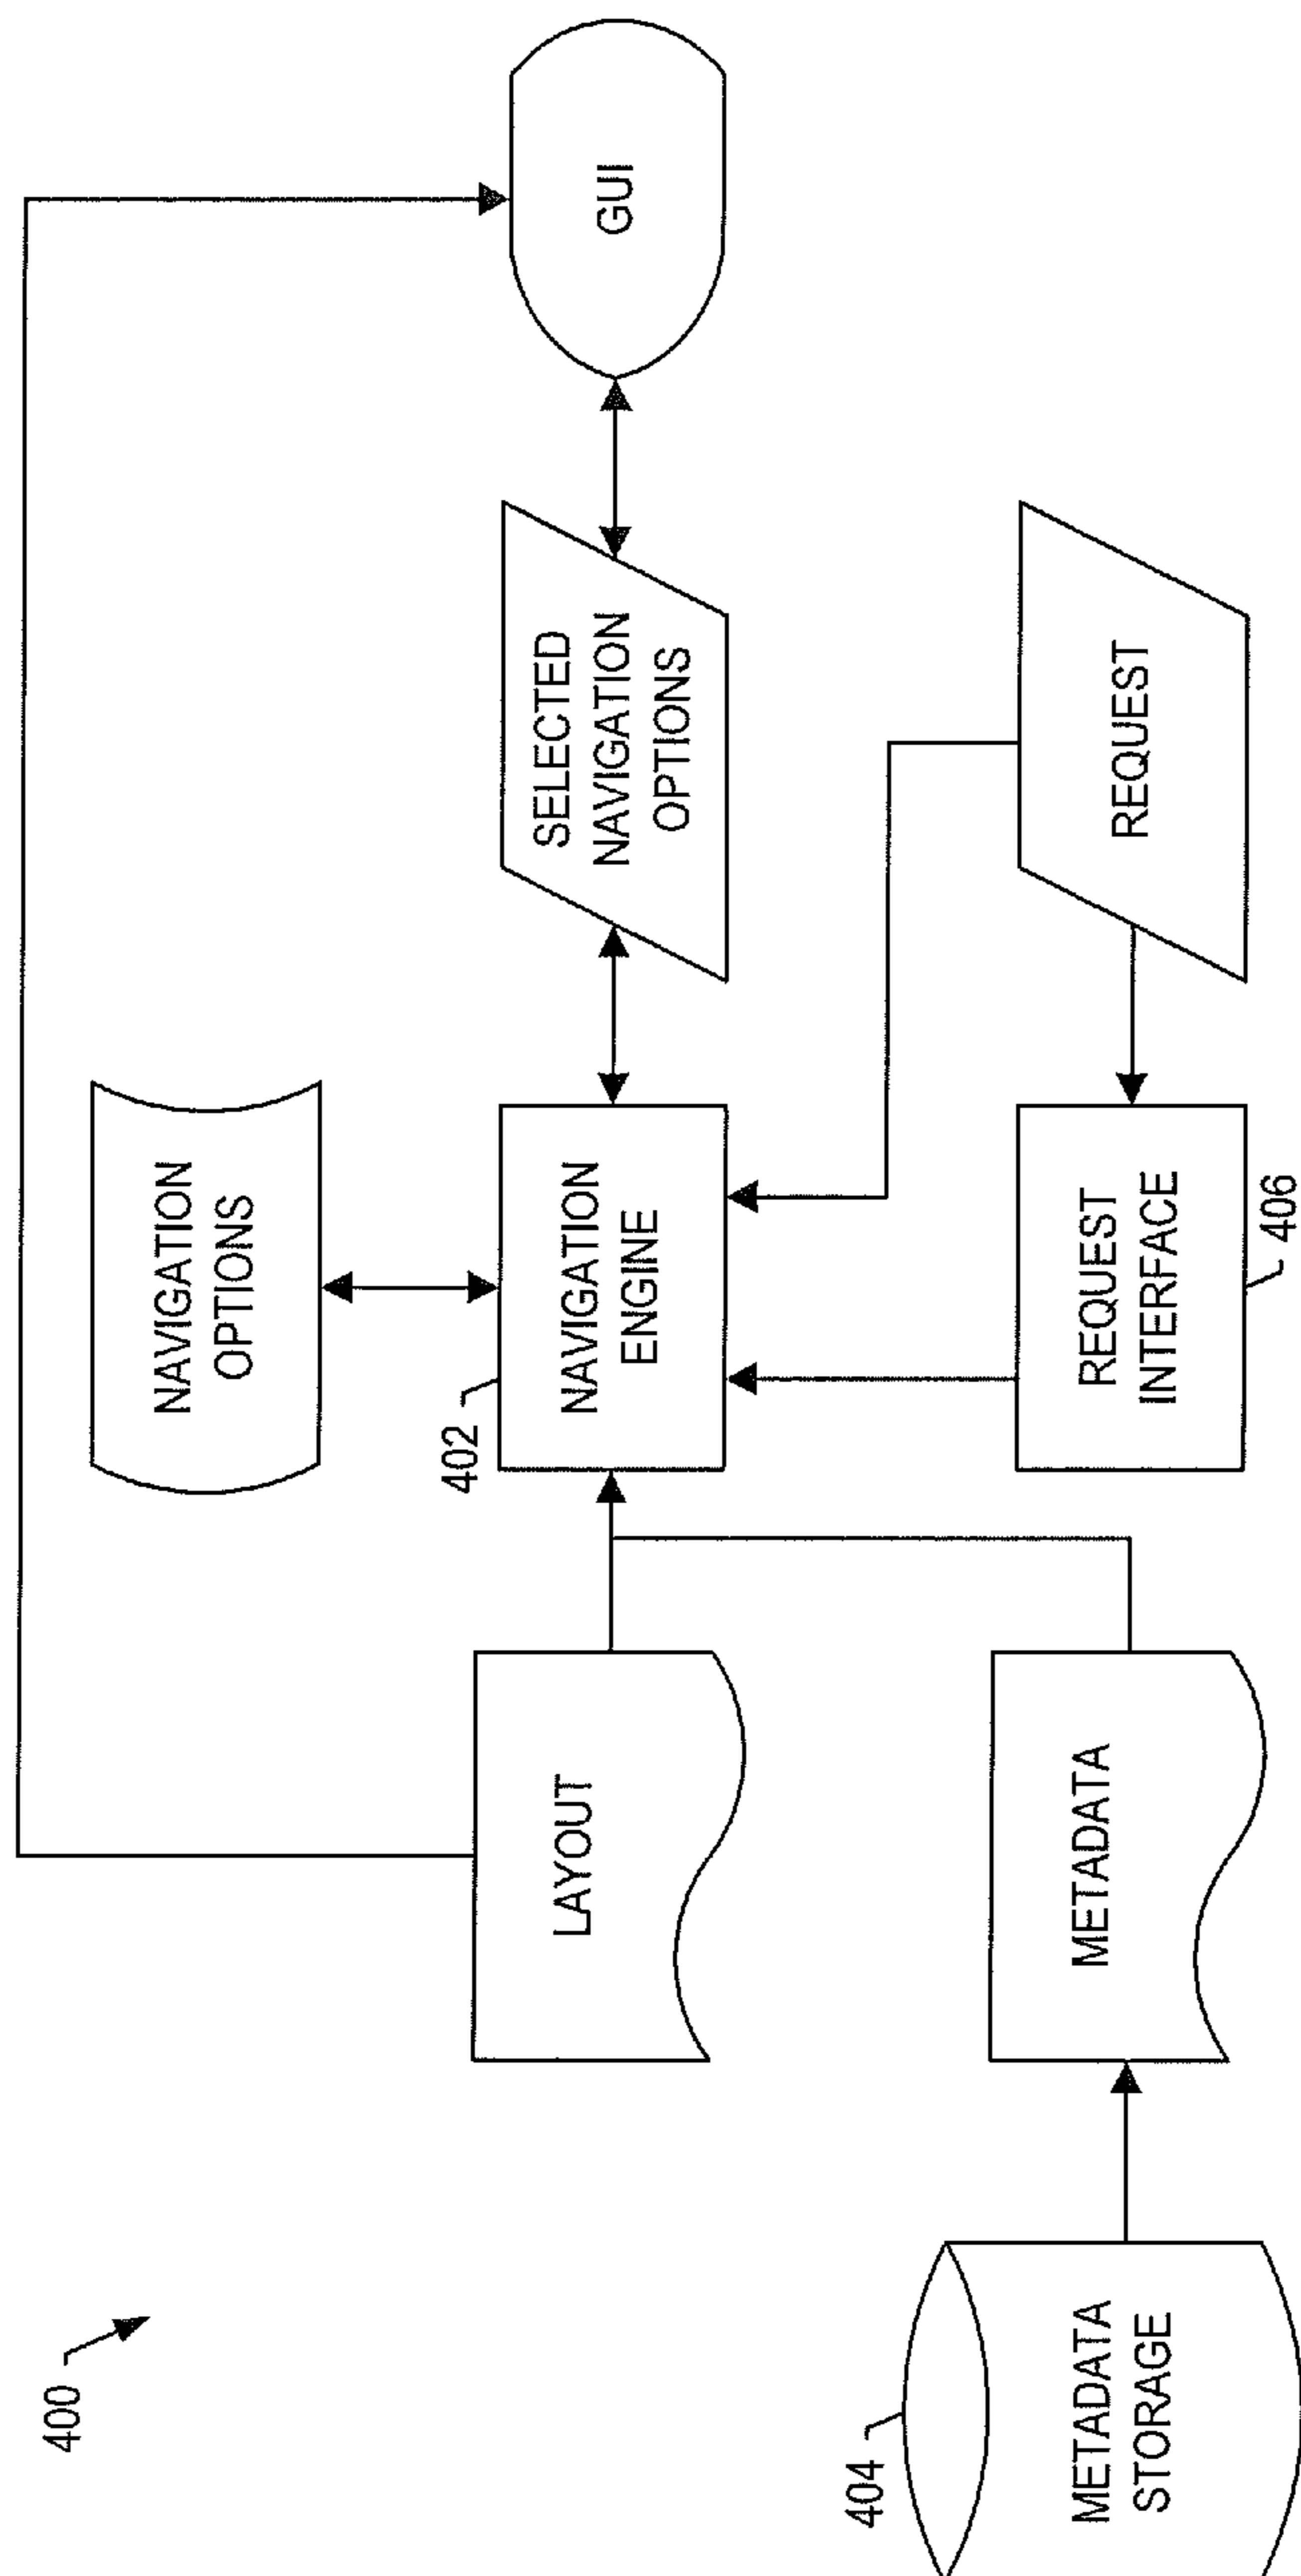 400
NAVIGATION
OPTIONS
LAYOUT
402
NAVIGATION
ENGINE
SELECTED
NAVIGATION
OPTIONS
GUI
404
METADATA
STORAGE
METADATA
REQUEST
INTERFACE
406
REQUEST